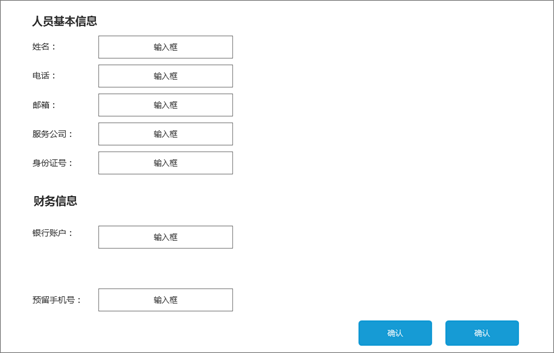 人员基本信息
姓名： 输入框
电话： 输入框
邮箱： 输入框
服务公司： 输入框
身份证号： 输入框
财务信息
银行账户： 输入框
预留手机号： 输入框
确认 确认